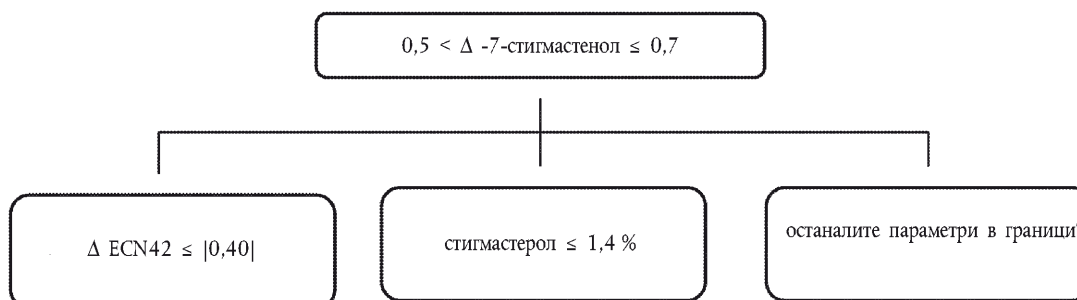 0,5 < Δ -7-стигмастенол ≤ 0,7
Δ ECN42 ≤ |0,40|
стигмастерол ≤ 1,4 %
останалите параметри в граници